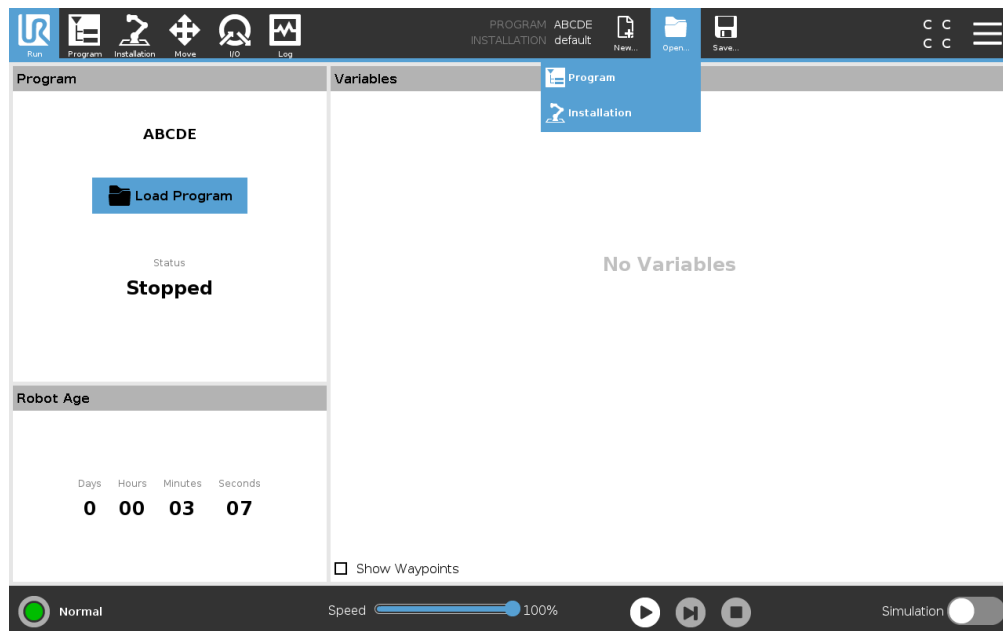 UR
Run
Program
Installation
Move
I/O
Log
PROGRAM ABCDE
INSTALLATION default
New...
Open...
Save...
C C
C C
Program
Installation
Program
Variables
ABCDE
Load Program
Status
Stopped
No Variables
Robot Age
Days Hours Minutes Seconds
0 00 03 07
Show Waypoints
Normal
Speed 100%
Simulation